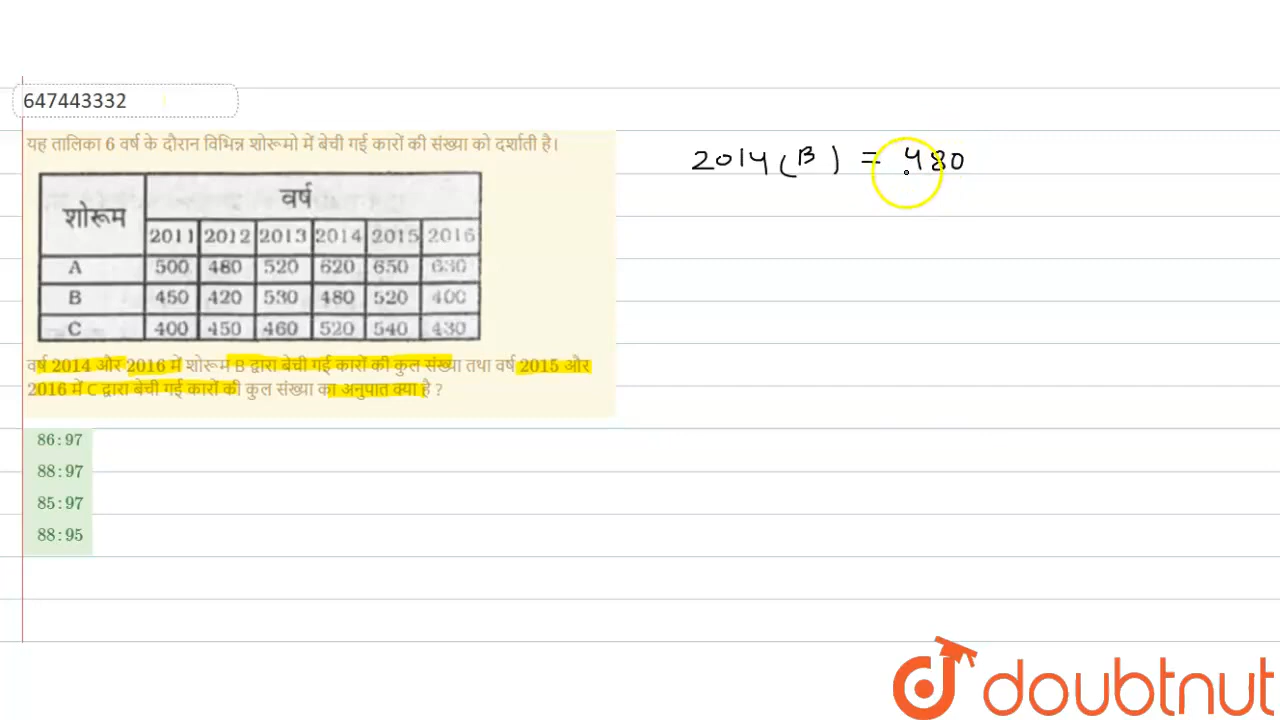 647443332
यह तालिका 6 वर्ष के दौरान विभिन्न शोरूमो में बेची गई कारों की संख्या को दर्शाती है।
शोरूम वर्ष
2011 2012 2013 2014 2015 2016
A 500 480 520 620 650 630
B 450 420 530 480 520 400
C 400 450 460 520 540 430
वर्ष 2014 और 2016 में शोरूम B द्वारा बेची गई कारों की कुल संख्या तथा वर्ष 2015 और
2016 में C द्वारा बेची गई कारों की कुल संख्या का अनुपात क्या है ?
86 : 97
88 : 97
85 : 97
88 : 95
2014 (B) = 480
doubtnut